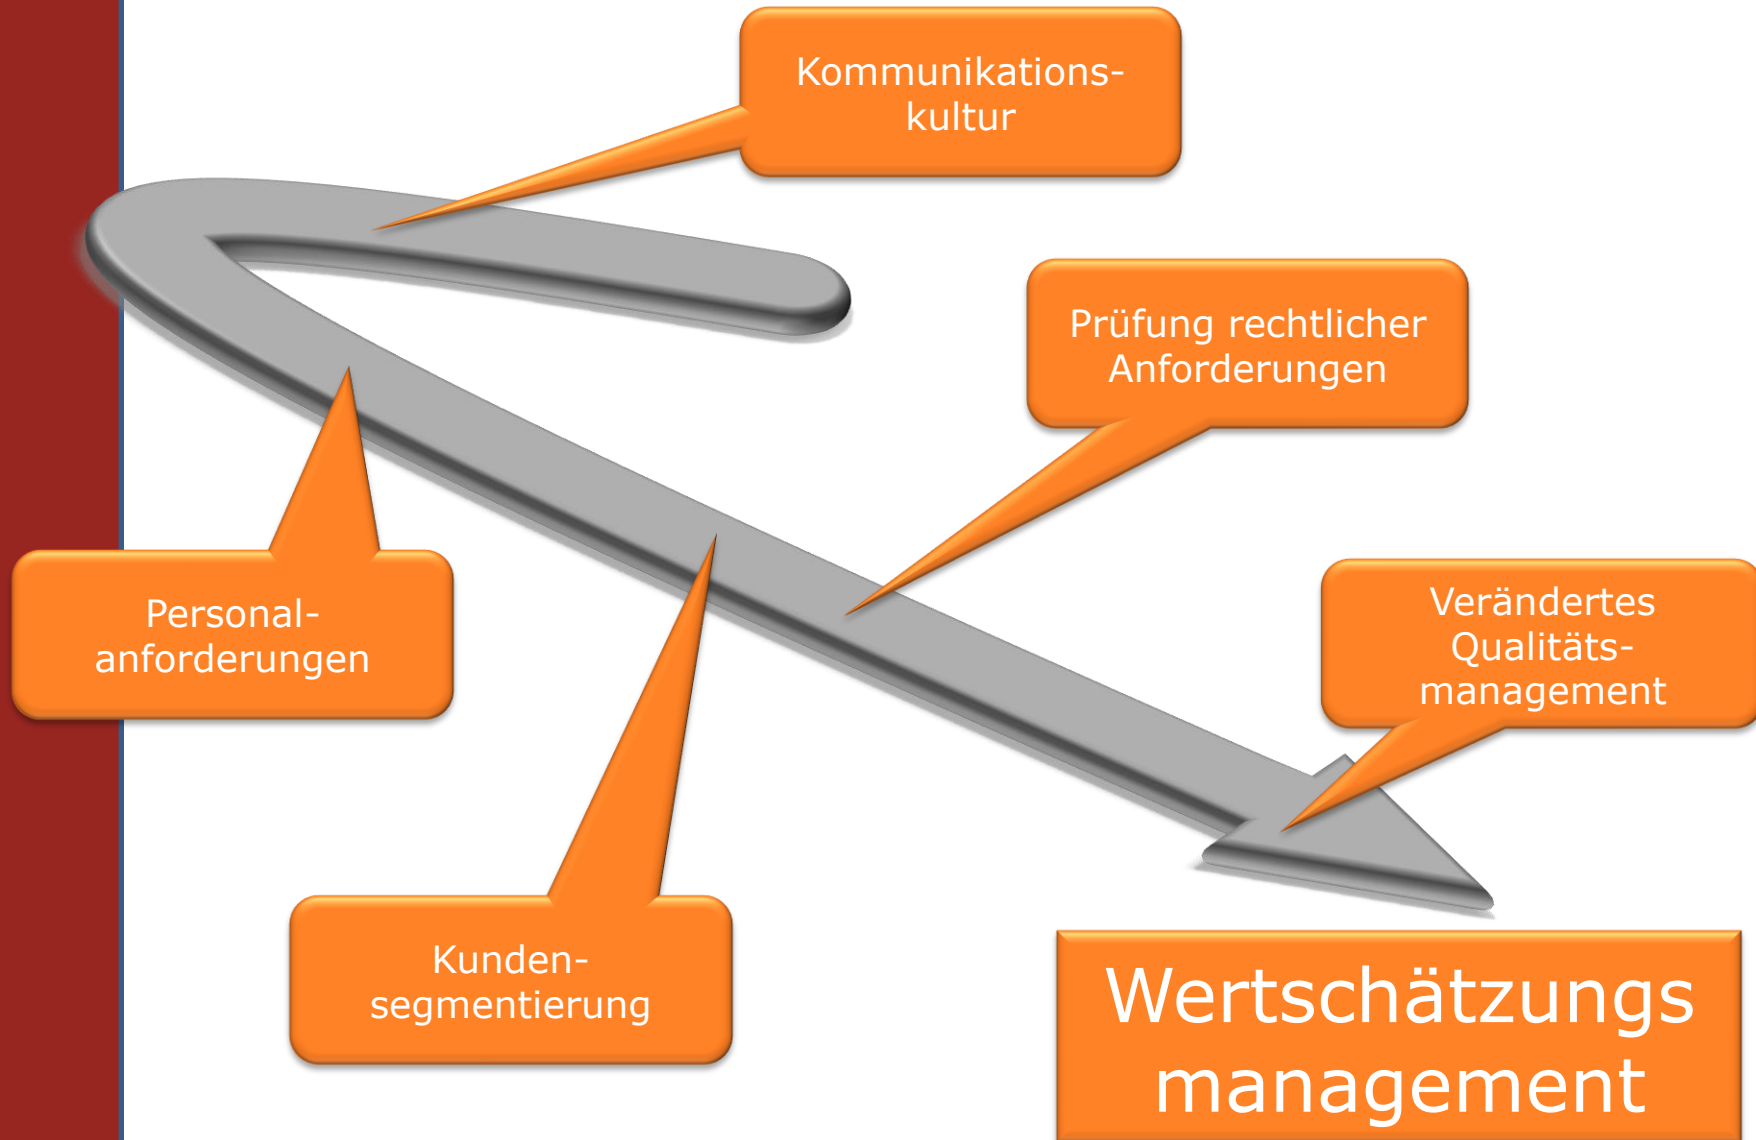 Kommunikations-
kultur
Prüfung rechtlicher
Anforderungen
Personal-
anforderungen
Verändertes
Qualitäts-
management
Kunden-
segmentierung
Wertschätzungs
management